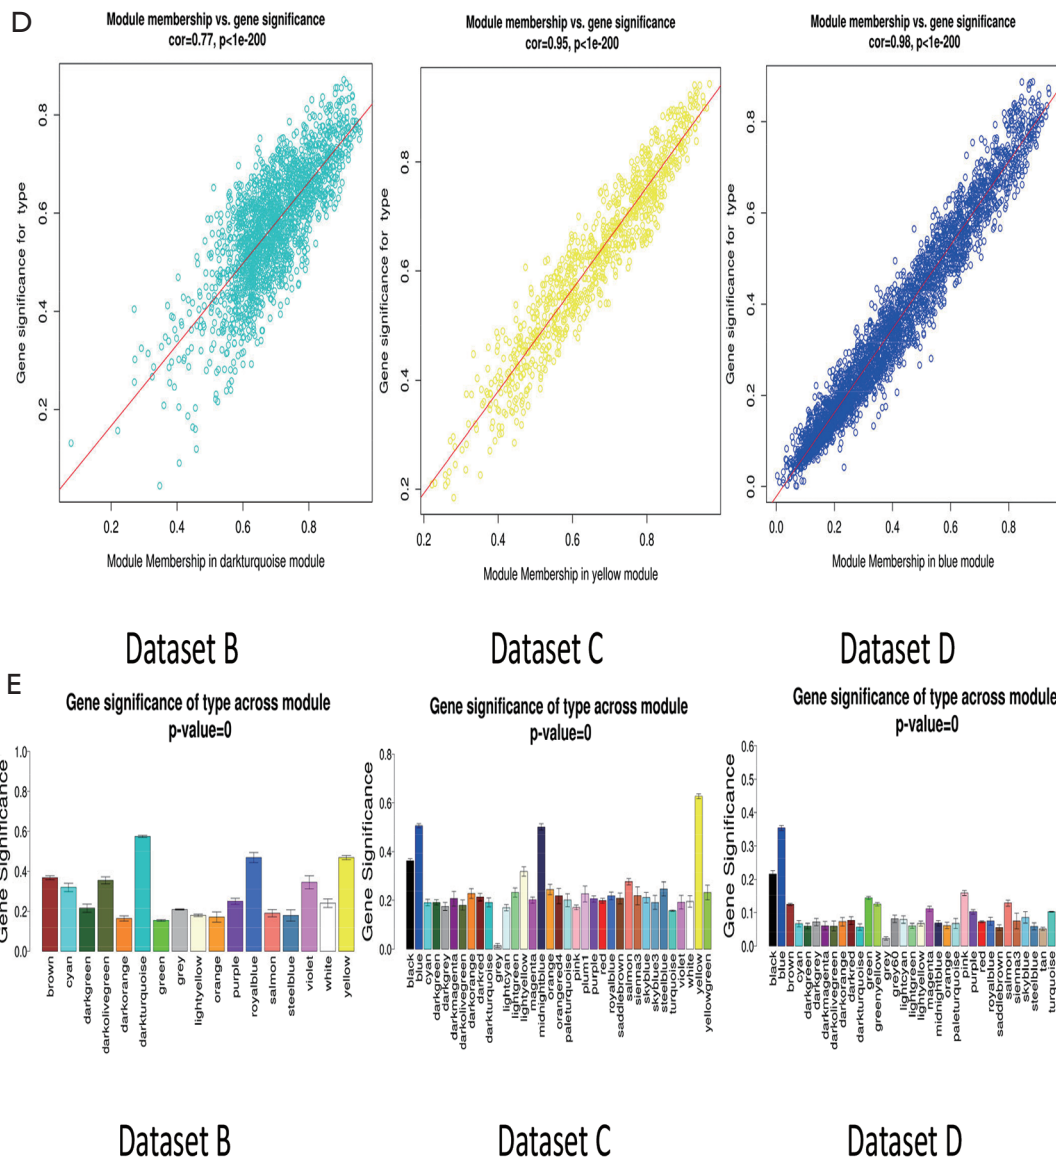 D
Module membership vs. gene significance
cor=0.77, p<1e-200
Module membership vs. gene significance
cor=0.95, p<1e-200
Module membership vs. gene significance
cor=0.98, p<1e-200
Gene significance for type
0.8
0.6
0.4
0.2
0.2 0.4 0.6 0.8
Module Membership in darkturquoise module
Gene significance for type
0.8
0.6
0.4
0.2
0.2 0.4 0.6 0.8
Module Membership in yellow module
Gene significance for type
0.8
0.6
0.4
0.2
0.0
0.0 0.2 0.4 0.6 0.8
Module Membership in blue module
Dataset B
Dataset C
Dataset D
E
Gene significance of type across module
p-value=0
Gene Significance
1.0
0.8
0.6
0.4
0.2
0.0
brown
cyan
darkgreen
darkolivegreen
darkorange
darkturquoise
green
grey
lightyellow
orange
purple
royalblue
salmon
steelblue
violet
white
yellow
Gene significance of type across module
p-value=0
Gene Significance
0.8
0.6
0.4
0.2
0.0
black
blue
cyan
darkgreen
darkgrey
darkmagenta
darkolivegreen
darkorange
darkred
darkturquoise
grey
lightcyan
lightgreen
lightyellow
magenta
midnightblue
orange
orangered4
paleturquoise
pink
plum1
purple
red
royalblue
saddlebrown
salmon
sienna3
skyblue
skyblue3
steelblue
turquoise
violet
white
yellow
yellowgreen
Gene significance of type across module
p-value=0
Gene Significance
0.6
0.5
0.4
0.3
0.2
0.1
0.0
black
blue
brown
cyan
darkgreen
darkgrey
darkmagenta
darkolivegreen
darkorange
darkred
darkturquoise
green
greenyellow
grey
grey60
lightcyan
lightgreen
lightyellow
magenta
midnightblue
orange
paleturquoise
pink
purple
red
royalblue
saddlebrown
salmon
sienna3
skyblue
steelblue
tan
turquoise
Dataset B
Dataset C
Dataset D